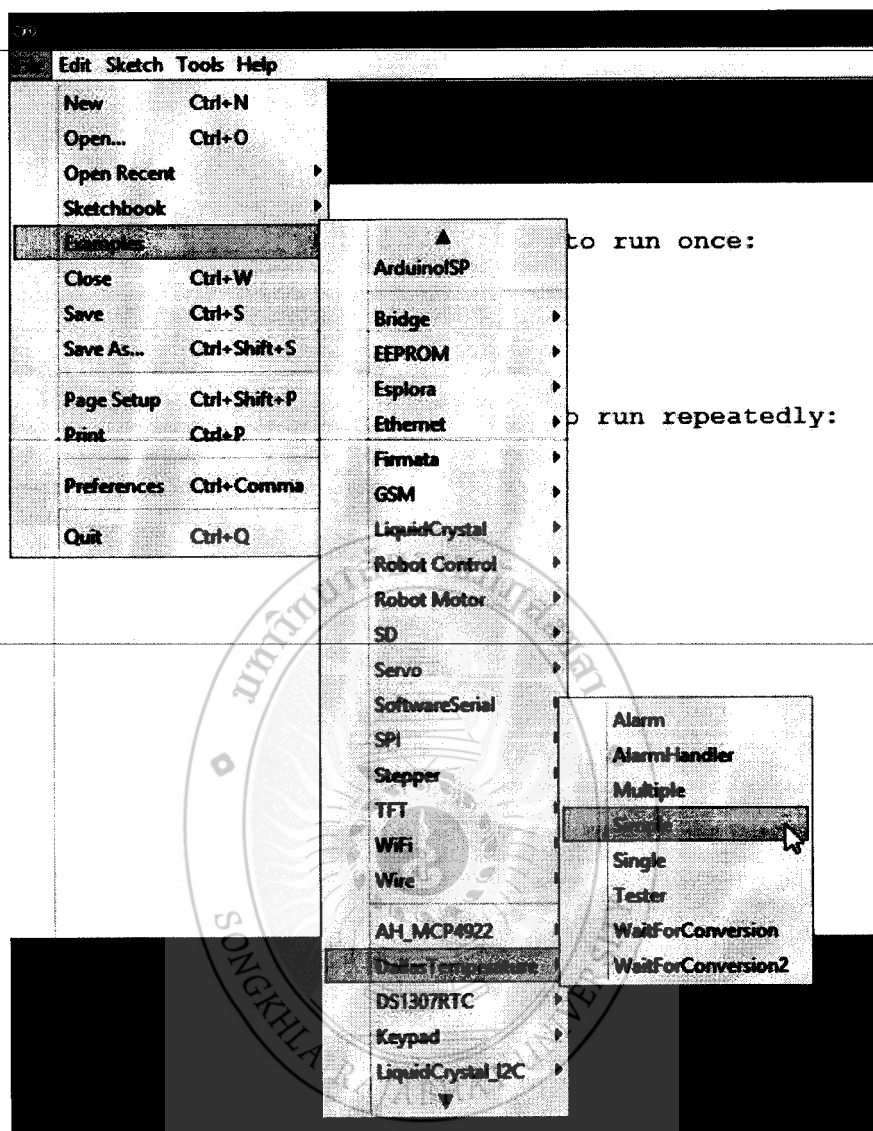 File Edit Sketch Tools Help
New Ctrl+N
Open... Ctrl+O
Open Recent
Sketchbook
Examples
Close Ctrl+W
Save Ctrl+S
Save As... Ctrl+Shift+S
Page Setup Ctrl+Shift+P
Print Ctrl+P
Preferences Ctrl+Comma
Quit Ctrl+Q
to run once:
run repeatedly:
ArduinoISP
Bridge
EEPROM
Esplora
Ethernet
Firmata
GSM
LiquidCrystal
Robot Control
Robot Motor
SD
Servo
SoftwareSerial
SPI
Stepper
TFT
WiFi
Wire
AH_MCP4922
DallasTemperature
DS1307RTC
Keypad
LiquidCrystal_I2C
Alarm
AlarmHandler
Multiple
Simple
Single
Tester
WaitForConversion
WaitForConversion2
SONGKHLA